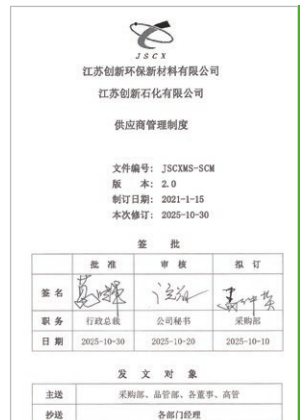 JSCX
江苏创新环保新材料有限公司
江苏创新石化有限公司
供应商管理制度
文件编号: JSCXMS-SCM
版 本: 2.0
制订日期: 2021-1-15
本次修订: 2025-10-30
签 批
批 准 审 核 拟 订
签 名
职 务 行政总裁 公司秘书 采购部
日 期 2025-10-30 2025-10-20 2025-10-10
发 文 对 象
主送 采购部、品管部、各董事、高管
抄送 各部门经理